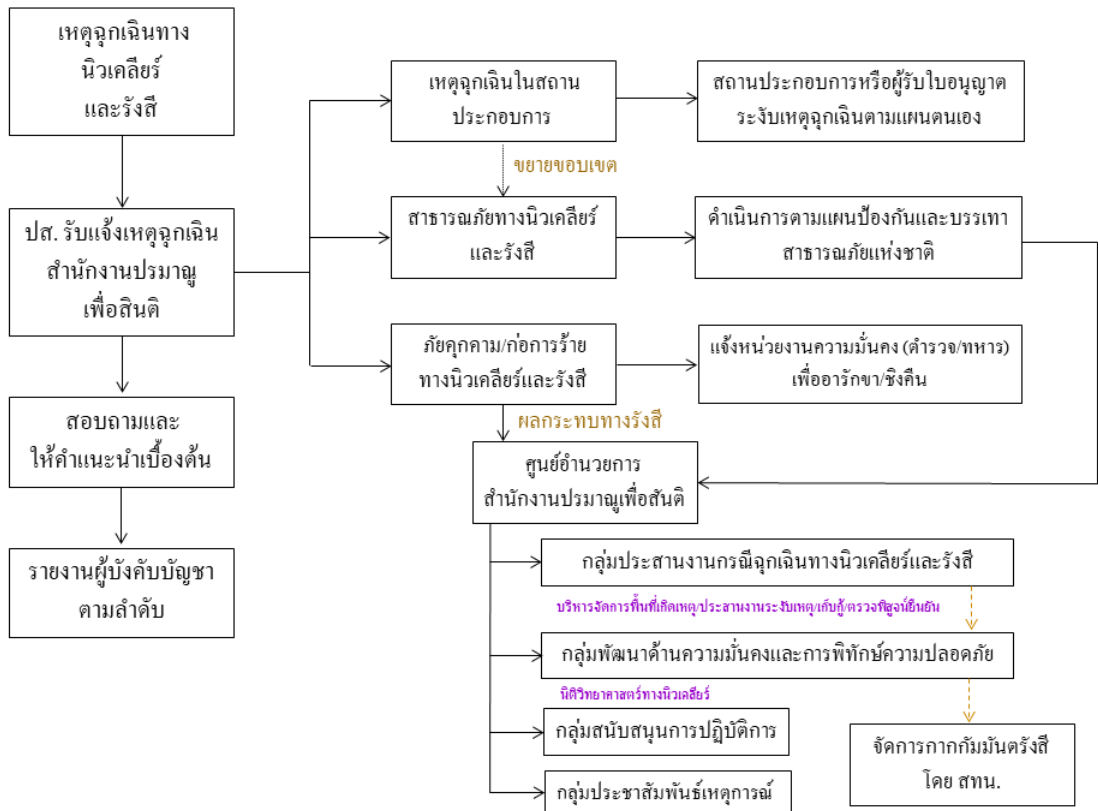 เหตุฉุกเฉินทาง
นิวเคลียร์
และรังสี
ปส. รับแจ้งเหตุฉุกเฉิน
สำนักงานปรมาณู
เพื่อสินติ
สอบถามและ
ให้คำแนะนำเบื้องต้น
รายงานผู้บังคับบัญชา
ตามลำดับ
เหตุฉุกเฉินในสถาน
ประกอบการ
สถานประกอบการหรือผู้รับใบอนุญาต
ระงับเหตุฉุกเฉินตามแผนตนเอง
ขยายขอบเขต
สาธารณภัยทางนิวเคลียร์
และรังสี
ดำเนินการตามแผนป้องกันและบรรเทา
สาธารณภัยแห่งชาติ
ภัยคุกคาม/ก่อการร้าย
ทางนิวเคลียร์และรังสี
แจ้งหน่วยงานความมั่นคง (ตำรวจ/ทหาร)
เพื่ออารักขา/ชิงคืน
ผลกระทบทางรังสี
ศูนย์อำนวยการ
สำนักงานปรมาณูเพื่อสันติ
กลุ่มประสานงานกรณีฉุกเฉินทางนิวเคลียร์และรังสี
บริหารจัดการพื้นที่เกิดเหตุ/ประสานงานระงับเหตุ/เก็บกู้/ตรวจพิสูจน์ยืนยัน
กลุ่มพัฒนาด้านความมั่นคงและการพิทักษ์ความปลอดภัย
นิติวิทยาศาสตร์ทางนิวเคลียร์
กลุ่มสนับสนุนการปฏิบัติการ
จัดการกากกัมมันตรังสี
โดย สทน.
กลุ่มประชาสัมพันธ์เหตุการณ์